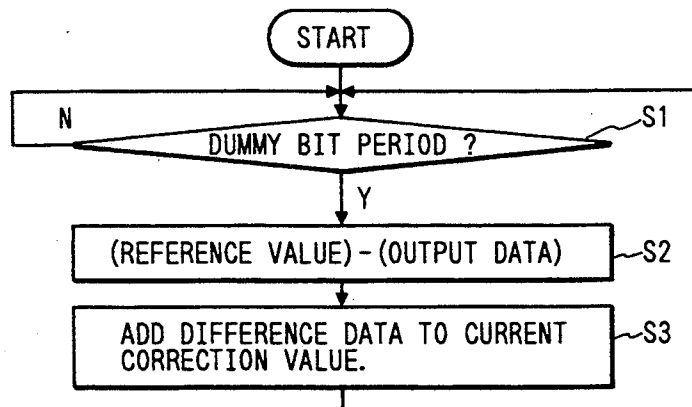 START
N
DUMMY BIT PERIOD ?
S1
Y
(REFERENCE VALUE)-(OUTPUT DATA)
S2
ADD DIFFERENCE DATA TO CURRENT
CORRECTION VALUE.
S3